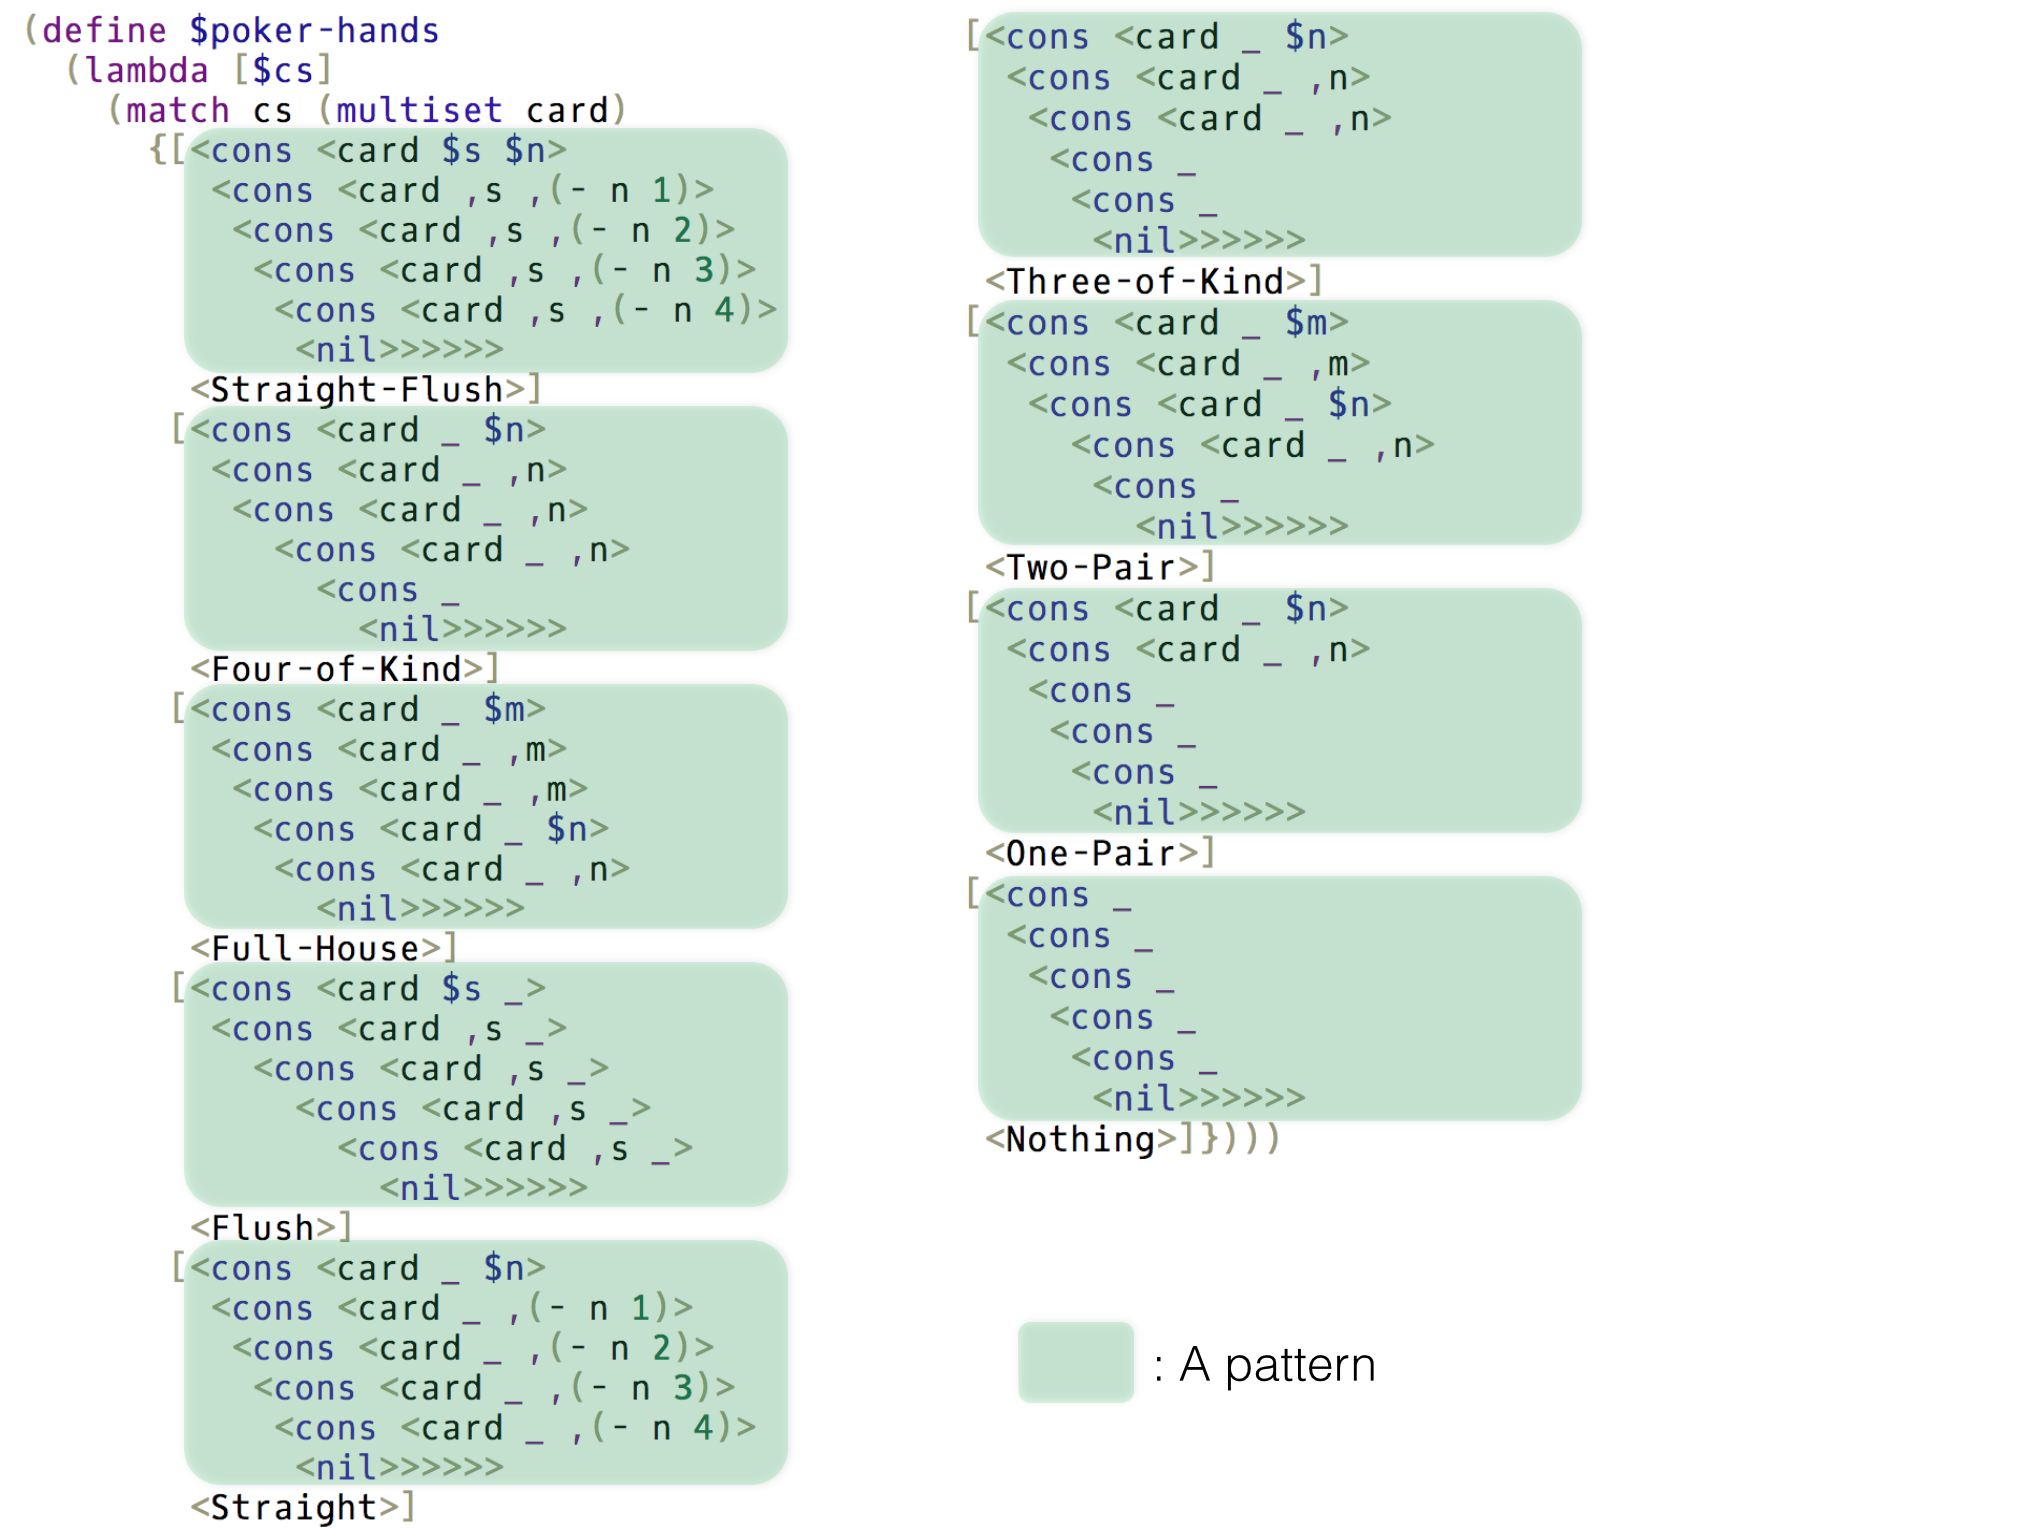 (define $poker-hands
  (lambda [$cs]
    (match cs (multiset card)
      {[<cons <card $s $n>
         <cons <card ,s ,(- n 1)>
          <cons <card ,s ,(- n 2)>
           <cons <card ,s ,(- n 3)>
            <cons <card ,s ,(- n 4)>
             <nil>>>>>>
        <Straight-Flush>]
       [<cons <card _ $n>
         <cons <card _ ,n>
          <cons <card _ ,n>
            <cons <card _ ,n>
              <cons _
                <nil>>>>>>
        <Four-of-Kind>]
       [<cons <card _ $m>
         <cons <card _ ,m>
          <cons <card _ ,m>
           <cons <card _ $n>
            <cons <card _ ,n>
              <nil>>>>>>
        <Full-House>]
       [<cons <card $s _>
         <cons <card ,s _>
           <cons <card ,s _>
             <cons <card ,s _>
               <cons <card ,s _>
                 <nil>>>>>>
        <Flush>]
       [<cons <card _ $n>
         <cons <card _ ,(- n 1)>
          <cons <card _ ,(- n 2)>
           <cons <card _ ,(- n 3)>
            <cons <card _ ,(- n 4)>
             <nil>>>>>>
        <Straight>]
[<cons <card _ $n>
  <cons <card _ ,n>
   <cons <card _ ,n>
    <cons _
     <cons _
      <nil>>>>>>
 <Three-of-Kind>]
[<cons <card _ $m>
  <cons <card _ ,m>
   <cons <card _ $n>
     <cons <card _ ,n>
      <cons _
        <nil>>>>>>
 <Two-Pair>]
[<cons <card _ $n>
  <cons <card _ ,n>
   <cons _
    <cons _
     <cons _
      <nil>>>>>>
 <One-Pair>]
[<cons _
  <cons _
   <cons _
    <cons _
     <cons _
      <nil>>>>>>
 <Nothing>]})))
: A pattern